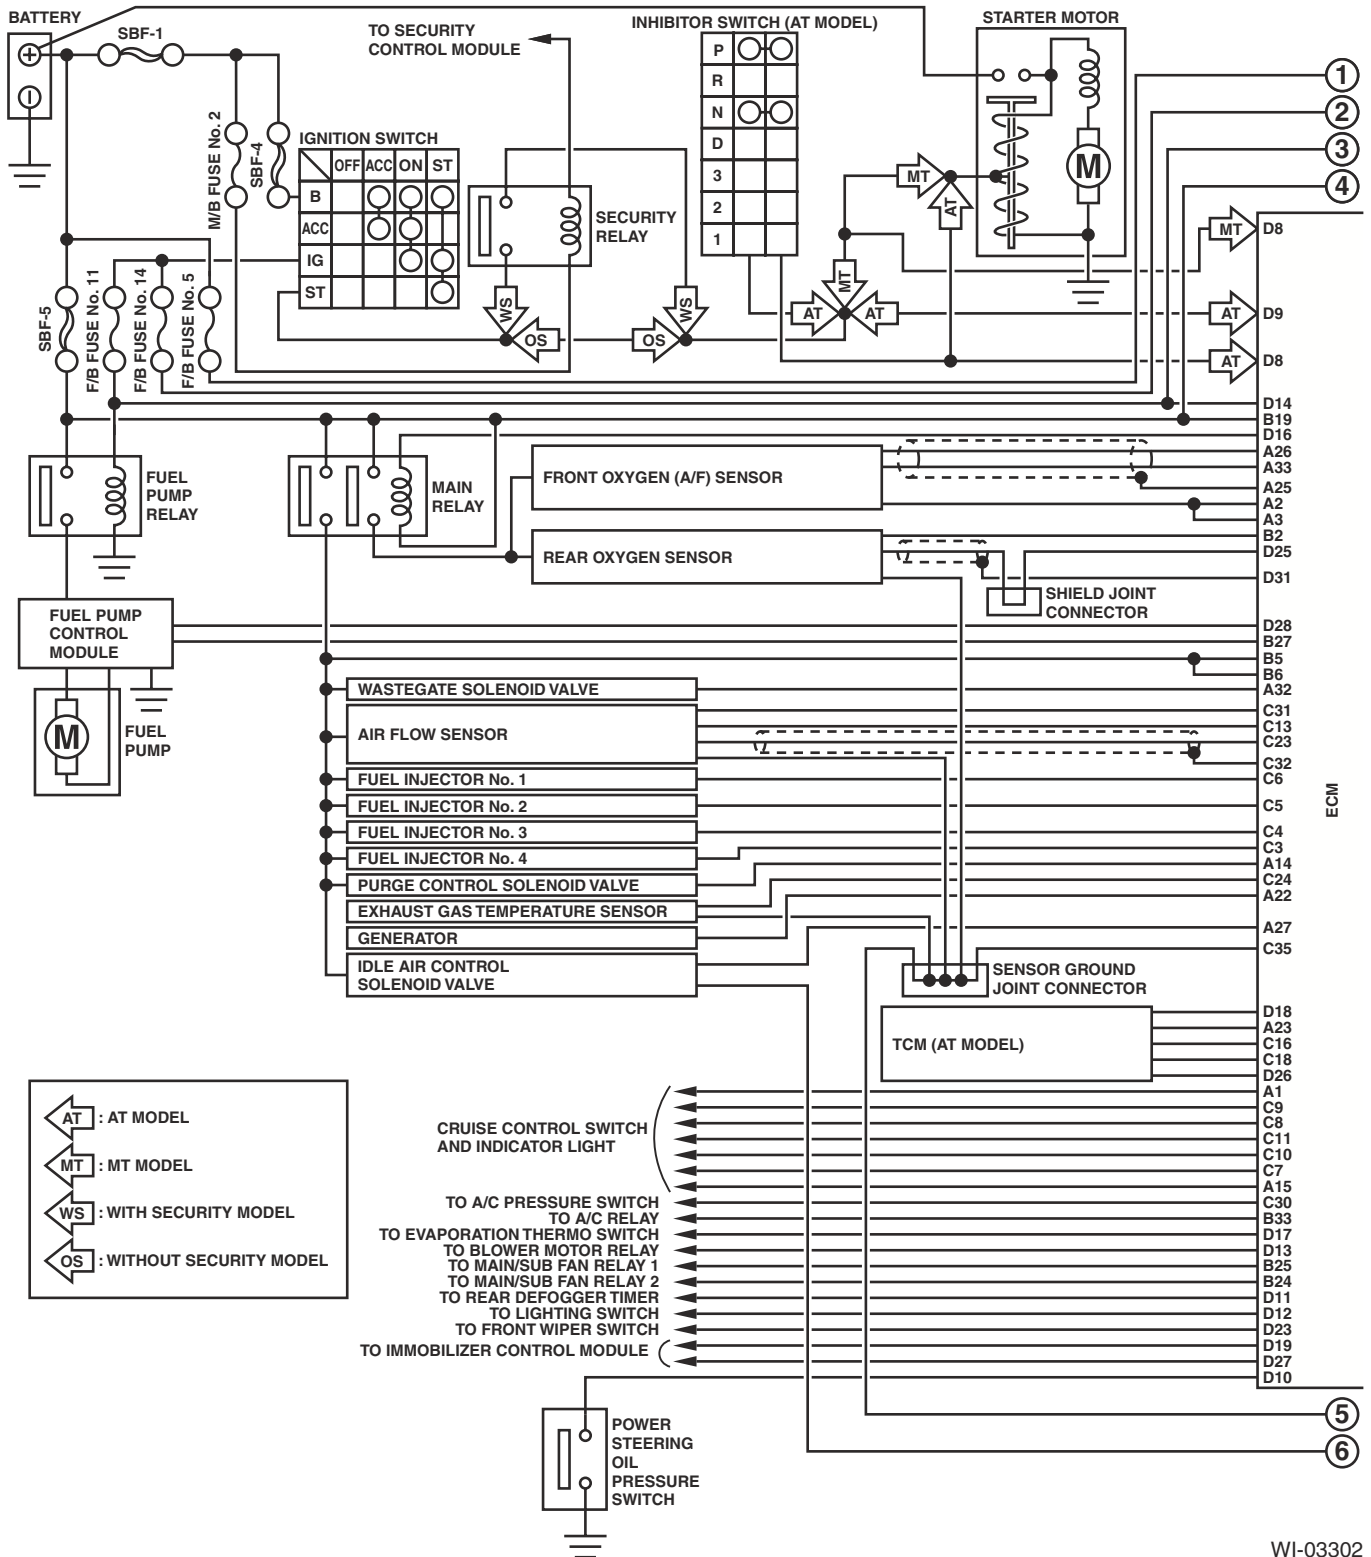 BATTERY
SBF-1
TO SECURITY
CONTROL MODULE
INHIBITOR SWITCH (AT MODEL)
P
R
N
D
3
2
1
STARTER MOTOR
M
1
2
3
4
M/B FUSE No. 2
SBF-4
IGNITION SWITCH
OFF ACC ON ST
B
ACC
IG
ST
SECURITY
RELAY
MT
AT
MT
D8
WS
OS
OS
WS
MT
AT
AT
AT
D9
AT
D8
SBF-5
F/B FUSE No. 11
F/B FUSE No. 14
F/B FUSE No. 5
D14
B19
D16
A26
A33
A25
A2
A3
B2
D25
D31
FUEL
PUMP
RELAY
MAIN
RELAY
FRONT OXYGEN (A/F) SENSOR
REAR OXYGEN SENSOR
SHIELD JOINT
CONNECTOR
FUEL PUMP
CONTROL
MODULE
M
FUEL
PUMP
D28
B27
B5
B6
A32
C31
C13
C23
C32
C6
C5
C4
C3
A14
C24
A22
A27
C35
ECM
WASTEGATE SOLENOID VALVE
AIR FLOW SENSOR
FUEL INJECTOR No. 1
FUEL INJECTOR No. 2
FUEL INJECTOR No. 3
FUEL INJECTOR No. 4
PURGE CONTROL SOLENOID VALVE
EXHAUST GAS TEMPERATURE SENSOR
GENERATOR
IDLE AIR CONTROL
SOLENOID VALVE
SENSOR GROUND
JOINT CONNECTOR
TCM (AT MODEL)
D18
A23
C16
C18
D26
A1
C9
C8
C11
C10
C7
A15
C30
B33
D17
D13
B25
B24
D11
D12
D23
D19
D27
D10
AT : AT MODEL
MT : MT MODEL
WS : WITH SECURITY MODEL
OS : WITHOUT SECURITY MODEL
CRUISE CONTROL SWITCH
AND INDICATOR LIGHT
TO A/C PRESSURE SWITCH
TO A/C RELAY
TO EVAPORATION THERMO SWITCH
TO BLOWER MOTOR RELAY
TO MAIN/SUB FAN RELAY 1
TO MAIN/SUB FAN RELAY 2
TO REAR DEFOGGER TIMER
TO LIGHTING SWITCH
TO FRONT WIPER SWITCH
TO IMMOBILIZER CONTROL MODULE
POWER
STEERING
OIL
PRESSURE
SWITCH
5
6
WI-03302